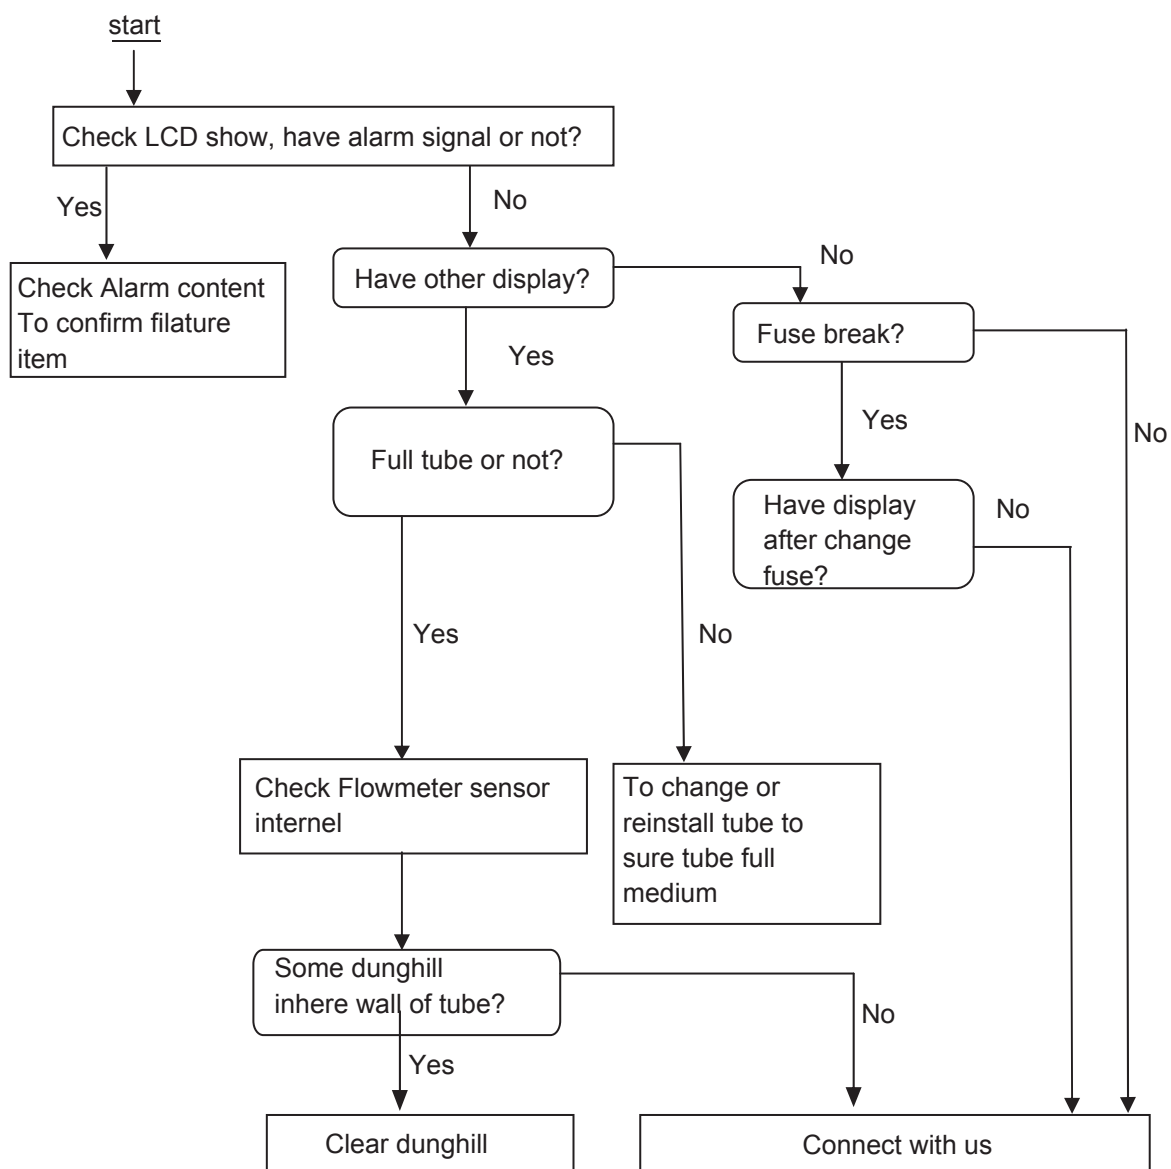 start
Check LCD show, have alarm signal or not?
Yes
No
Check Alarm content
To confirm filature
item
Have other display?
No
Fuse break?
Yes
Yes
No
Full tube or not?
Have display
after change
fuse?
No
Yes
No
Check Flowmeter sensor
internel
To change or
reinstall tube to
sure tube full
medium
Some dunghill
inhere wall of tube?
No
Yes
Clear dunghill
Connect with us